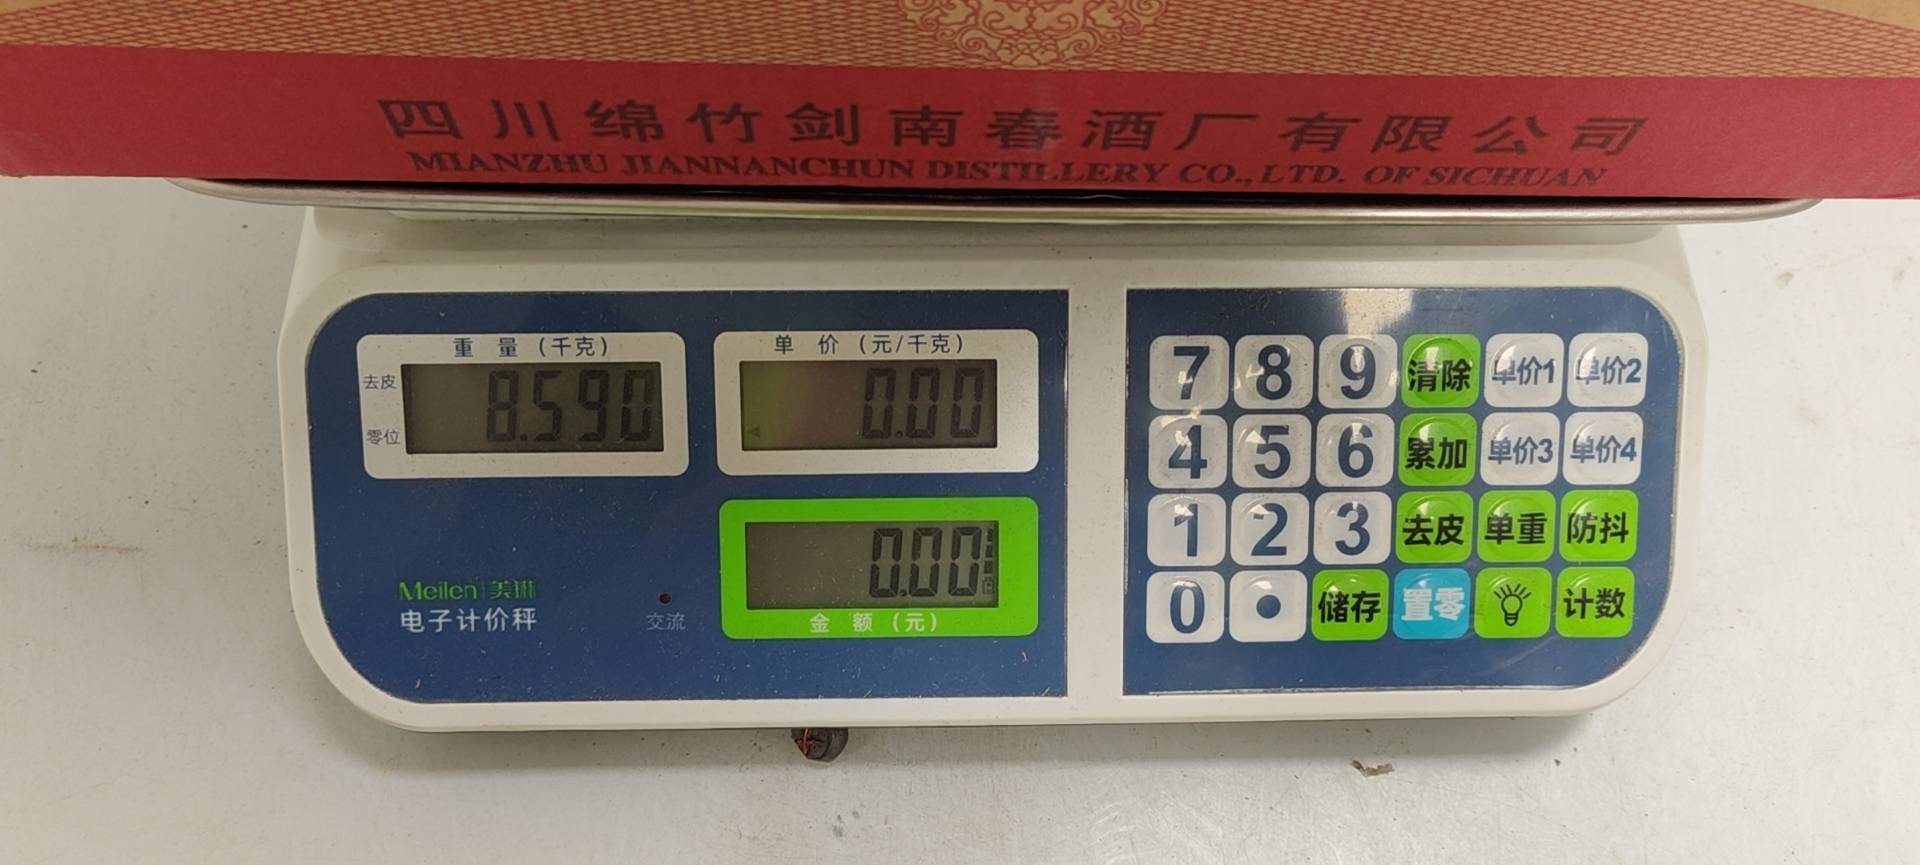 四川绵竹剑南春酒厂有限公司
MIANZHU JIANNANCHUN DISTILLERY CO., LTD. OF SICHUAN
重 量 (千克)
去皮
零位
8.590
单 价 (元/千克)
0.00
0.00
金 额 (元)
Meilen|美琳
电子计价秤
交流
7 8 9 清除 单价1 单价2
4 5 6 累加 单价3 单价4
1 2 3 去皮 单重 防抖
0 . 储存 置零 计数